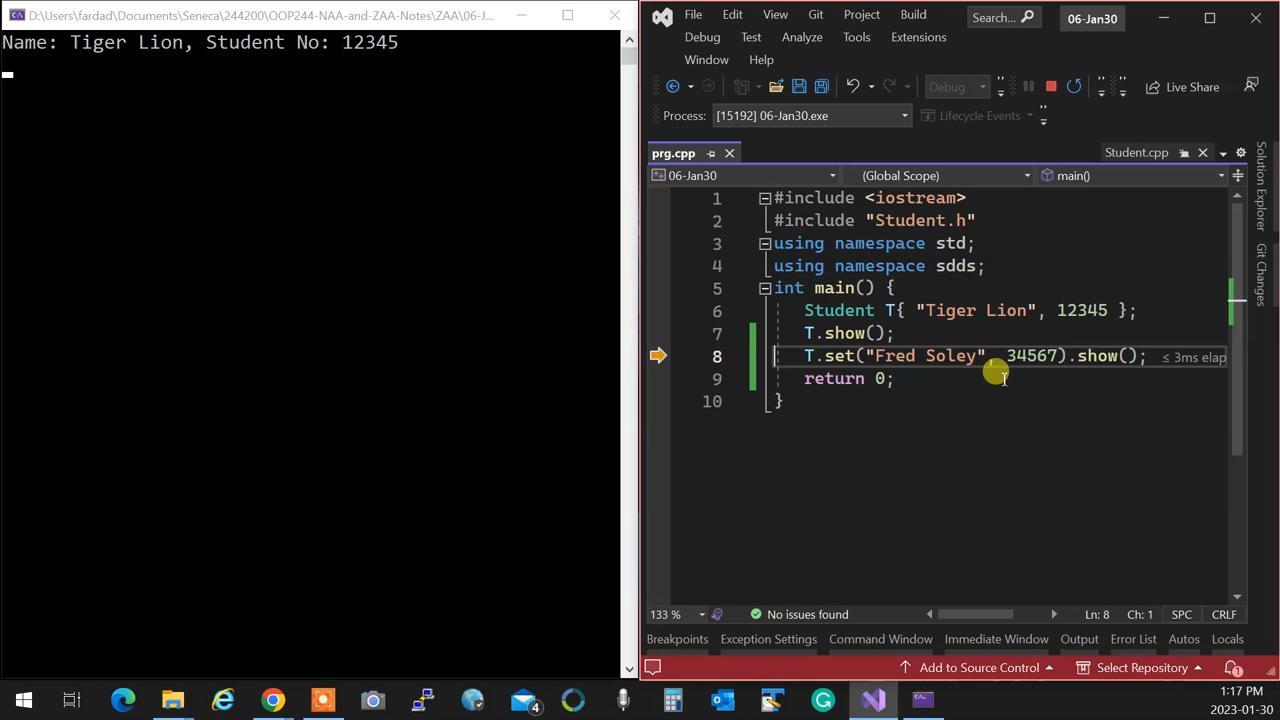 D:\Users\fardad\Documents\Seneca\244200\OOP244-NAA-and-ZAA-Notes\ZAA\06-J...
Name: Tiger Lion, Student No: 12345
File Edit View Git Project Build
Search...
06-Jan30
Debug Test Analyze Tools Extensions
Window Help
Debug
Live Share
Process: [15192] 06-Jan30.exe
Lifecycle Events
prg.cpp
Student.cpp
06-Jan30
(Global Scope)
main()
1 #include <iostream>
2 #include "Student.h"
3 using namespace std;
4 using namespace sdds;
5 int main() {
6 Student T{ "Tiger Lion", 12345 };
7 T.show();
8 T.set("Fred Soley", 34567).show(); ≤ 3ms elap
9 return 0;
10 }
Solution Explorer
Git Changes
133 %
No issues found
Ln: 8 Ch: 1 SPC CRLF
Breakpoints Exception Settings Command Window Immediate Window Output Error List Autos Locals
Add to Source Control
Select Repository
1
4
1:17 PM
2023-01-30